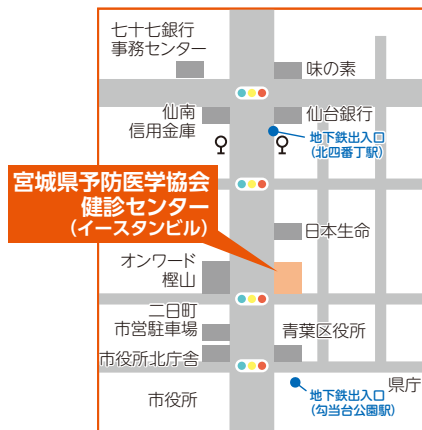 七十七銀行
事務センター
味の素
仙南
信用金庫
仙台銀行
地下鉄出入口
(北四番丁駅)
宮城県予防医学協会
健診センター
(イースタンビル)
日本生命
オンワード
樫山
二日町
市営駐車場
青葉区役所
市役所北庁舎
市役所
地下鉄出入口
(勾当台公園駅)
県庁